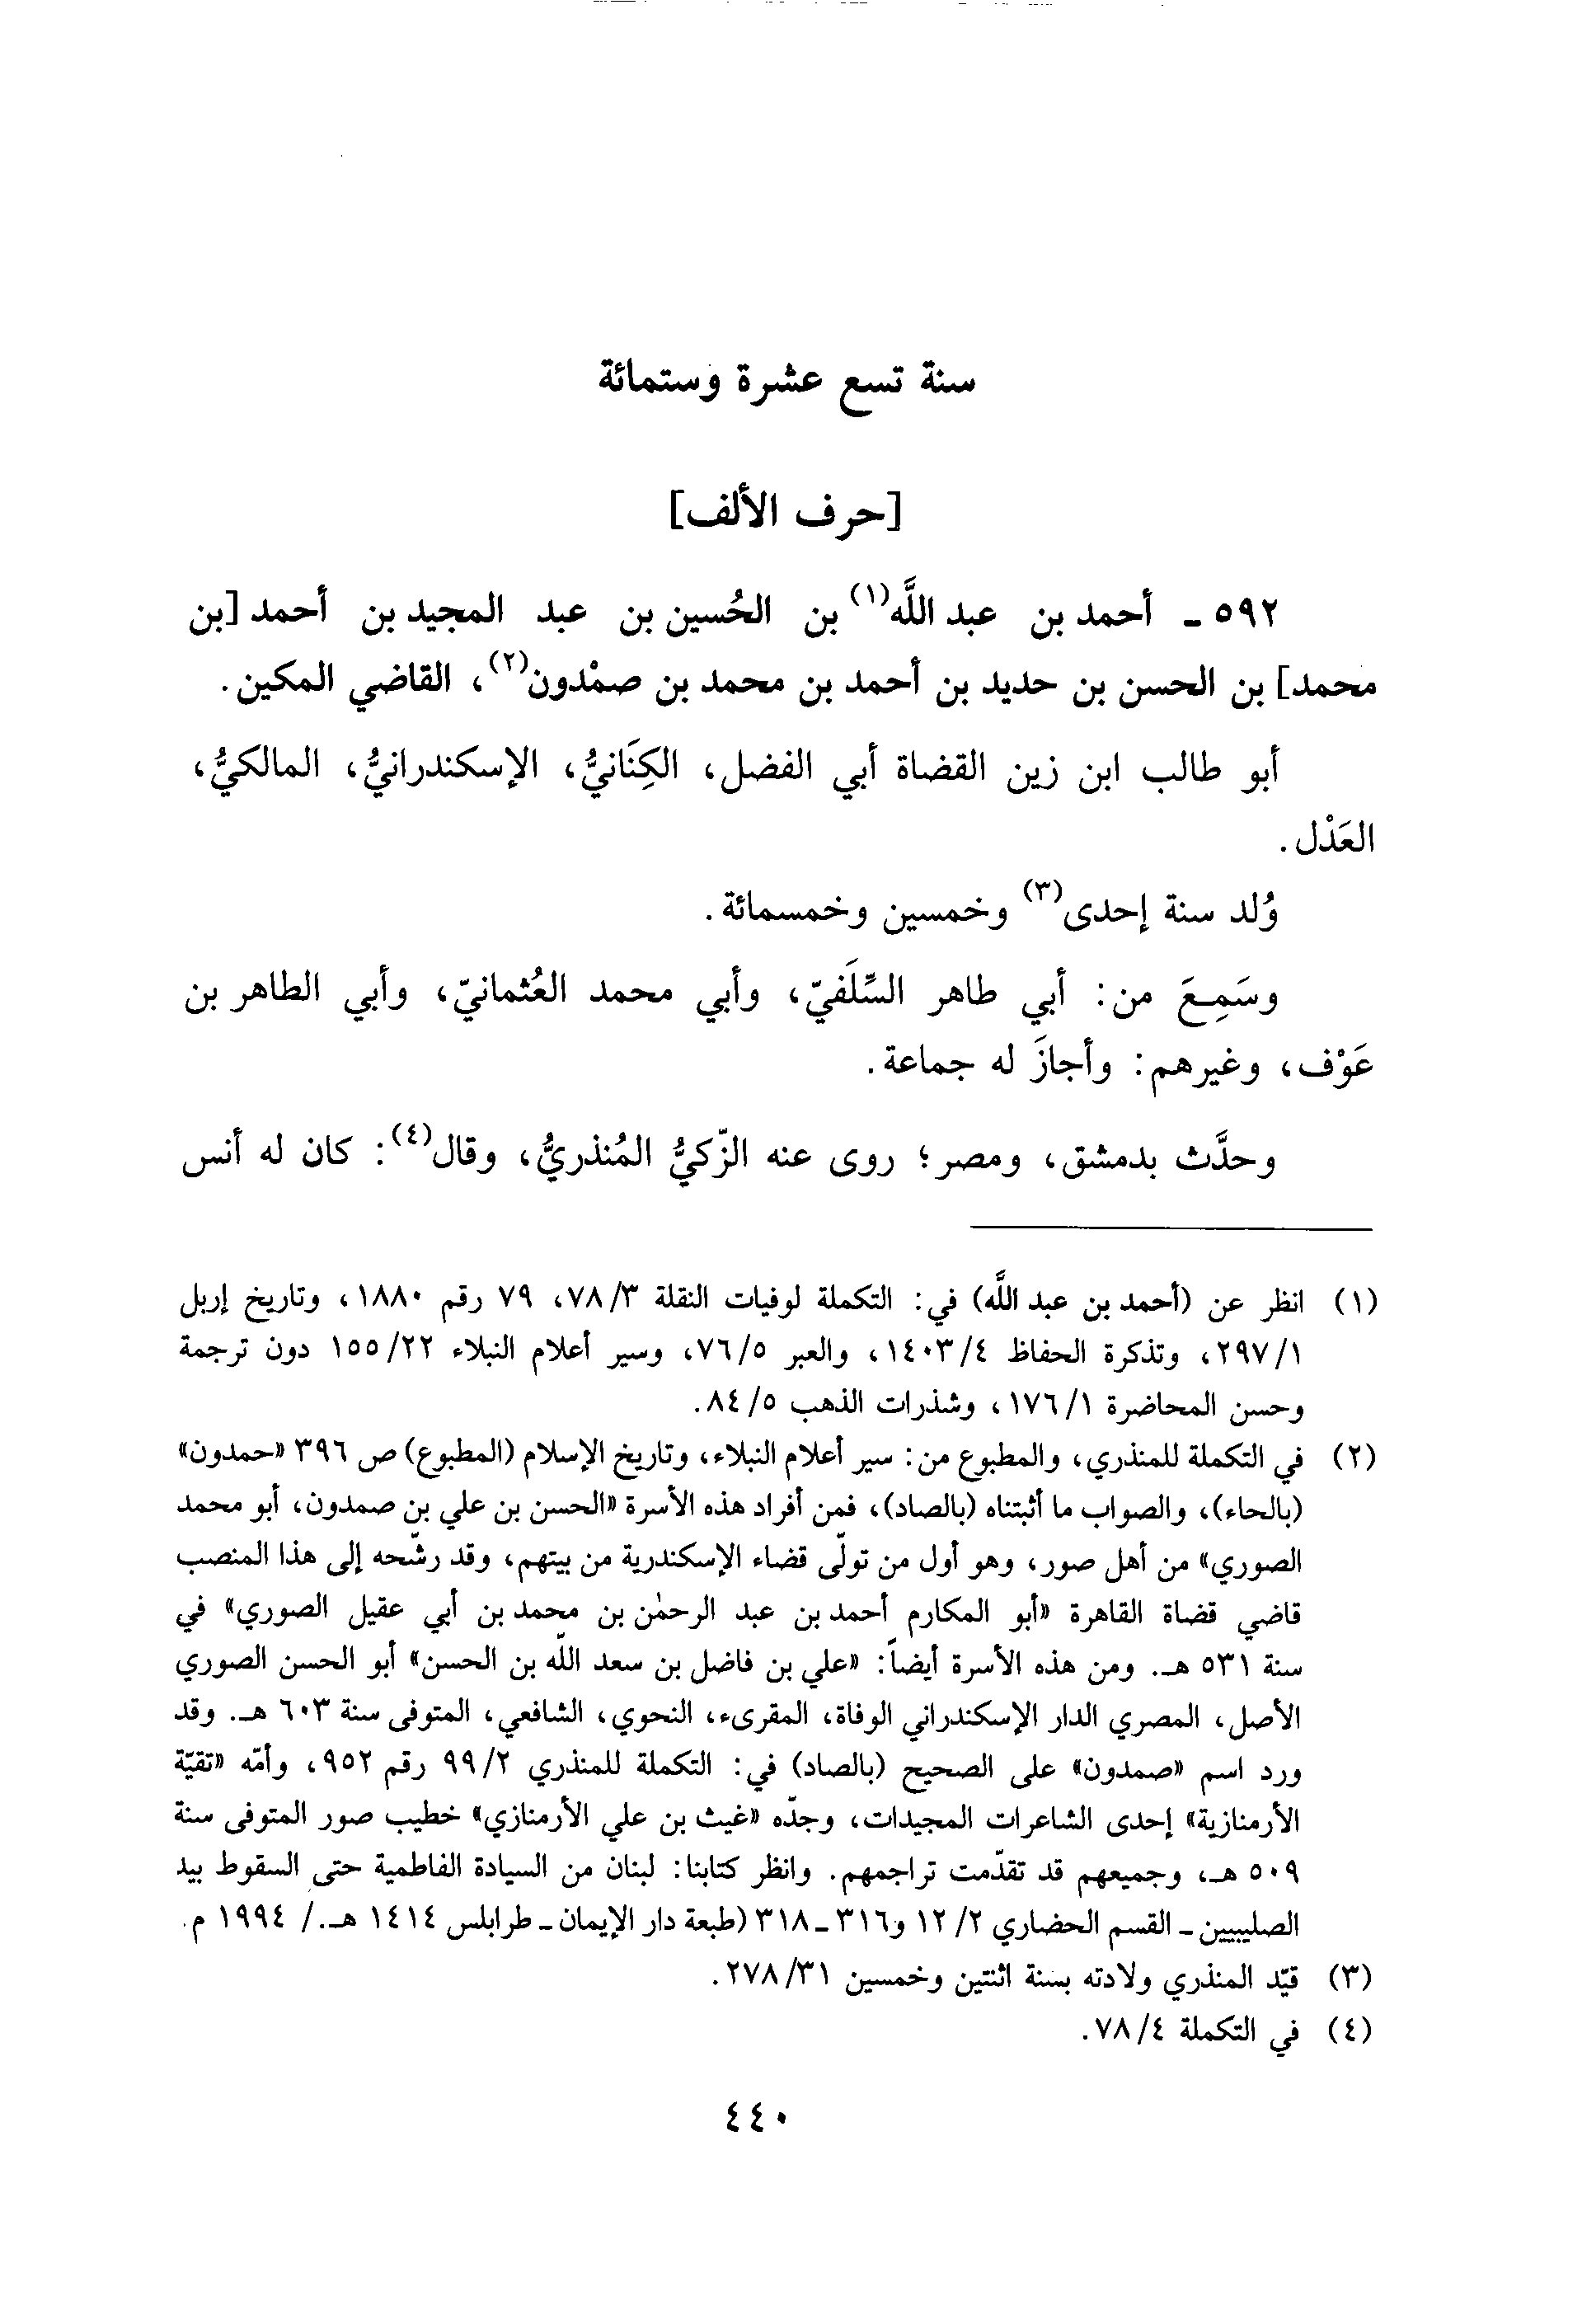 سنة تسع عشرة وستمائة
[حرف الألف]
٥٩٢ ـ أحمد بن عبد اللَّه(١) بن الحُسين بن عبد المجيد بن أحمد [بن
محمد] بن الحسن بن حديد بن أحمد بن محمد بن صمْدون(٢)، القاضي المكين.
أبو طالب ابن زين القضاة أبي الفضل، الكِنَانيُّ، الإسكندرانيُّ، المالكيُّ،
العَدْل.
وُلد سنة إحدى(٣) وخمسين وخمسمائة.
وسَمِعَ من: أبي طاهر السِّلَفيّ، وأبي محمد العُثمانيّ، وأبي الطاهر بن
عَوْف، وغيرهم: وأجازَ له جماعة.
وحدَّث بدمشق، ومصر؛ روى عنه الزّكيُّ المُنذريُّ، وقال(٤): كان له أنس
(١) انظر عن (أحمد بن عبد اللَّه) في: التكملة لوفيات النقلة ٧٨/٣، ٧٩ رقم ١٨٨٠، وتاريخ إربل
٢٩٧/١، وتذكرة الحفاظ ١٤٠٣/٤، والعبر ٧٦/٥، وسير أعلام النبلاء ١٥٥/٢٢ دون ترجمة
وحسن المحاضرة ١٧٦/١، وشذرات الذهب ٨٤/٥.
(٢) في التكملة للمنذري، والمطبوع من: سير أعلام النبلاء، وتاريخ الإسلام (المطبوع) ص ٣٩٦ «حمدون»
(بالحاء)، والصواب ما أثبتناه (بالصاد)، فمن أفراد هذه الأسرة «الحسن بن علي بن صمدون، أبو محمد
الصوري» من أهل صور، وهو أول من تولّى قضاء الإسكندرية من بيتهم، وقد رشّحه إلى هذا المنصب
قاضي قضاة القاهرة «أبو المكارم أحمد بن عبد الرحمٰن بن محمد بن أبي عقيل الصوري» في
سنة ٥٣١ هـ. ومن هذه الأسرة أيضاً: «علي بن فاضل بن سعد اللّه بن الحسن» أبو الحسن الصوري
الأصل، المصري الدار الإسكندراني الوفاة، المقرىء، النحوي، الشافعي، المتوفى سنة ٦٠٣ هـ. وقد
ورد اسم «صمدون» على الصحيح (بالصاد) في: التكملة للمنذري ٩٩/٢ رقم ٩٥٢، وأمّه «تقيّة
الأرمنازية» إحدى الشاعرات المجيدات، وجدّه «غيث بن علي الأرمنازي» خطيب صور المتوفى سنة
٥٠٩ هـ، وجميعهم قد تقدّمت تراجمهم. وانظر كتابنا: لبنان من السيادة الفاطمية حتى السقوط بيد
الصليبيين ـ القسم الحضاري ١٢/٢ و٣١٦ ـ ٣١٨ (طبعة دار الإيمان ـ طرابلس ١٤١٤ هـ. / ١٩٩٤ م.
(٣) قيّد المنذري ولادته بسنة اثنتين وخمسين ٢٧٨/٣١.
(٤) في التكملة ٧٨/٤.
٤٤٠